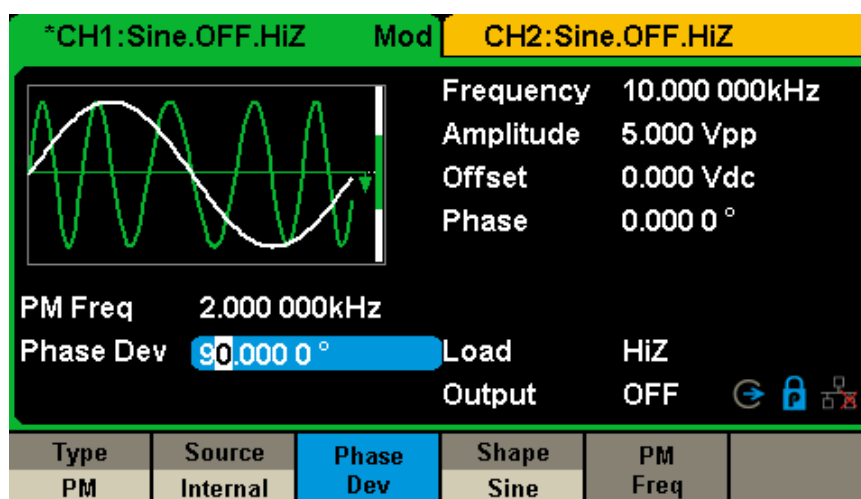 *CH1:Sine.OFF.HiZ Mod CH2:Sine.OFF.HiZ
Frequency 10.000 000kHz
Amplitude 5.000 Vpp
Offset 0.000 Vdc
Phase 0.000 0 °
PM Freq 2.000 000kHz
Phase Dev 90.000 0 ° Load HiZ
Output OFF P
Type Source Phase Shape PM
PM Internal Dev Sine Freq